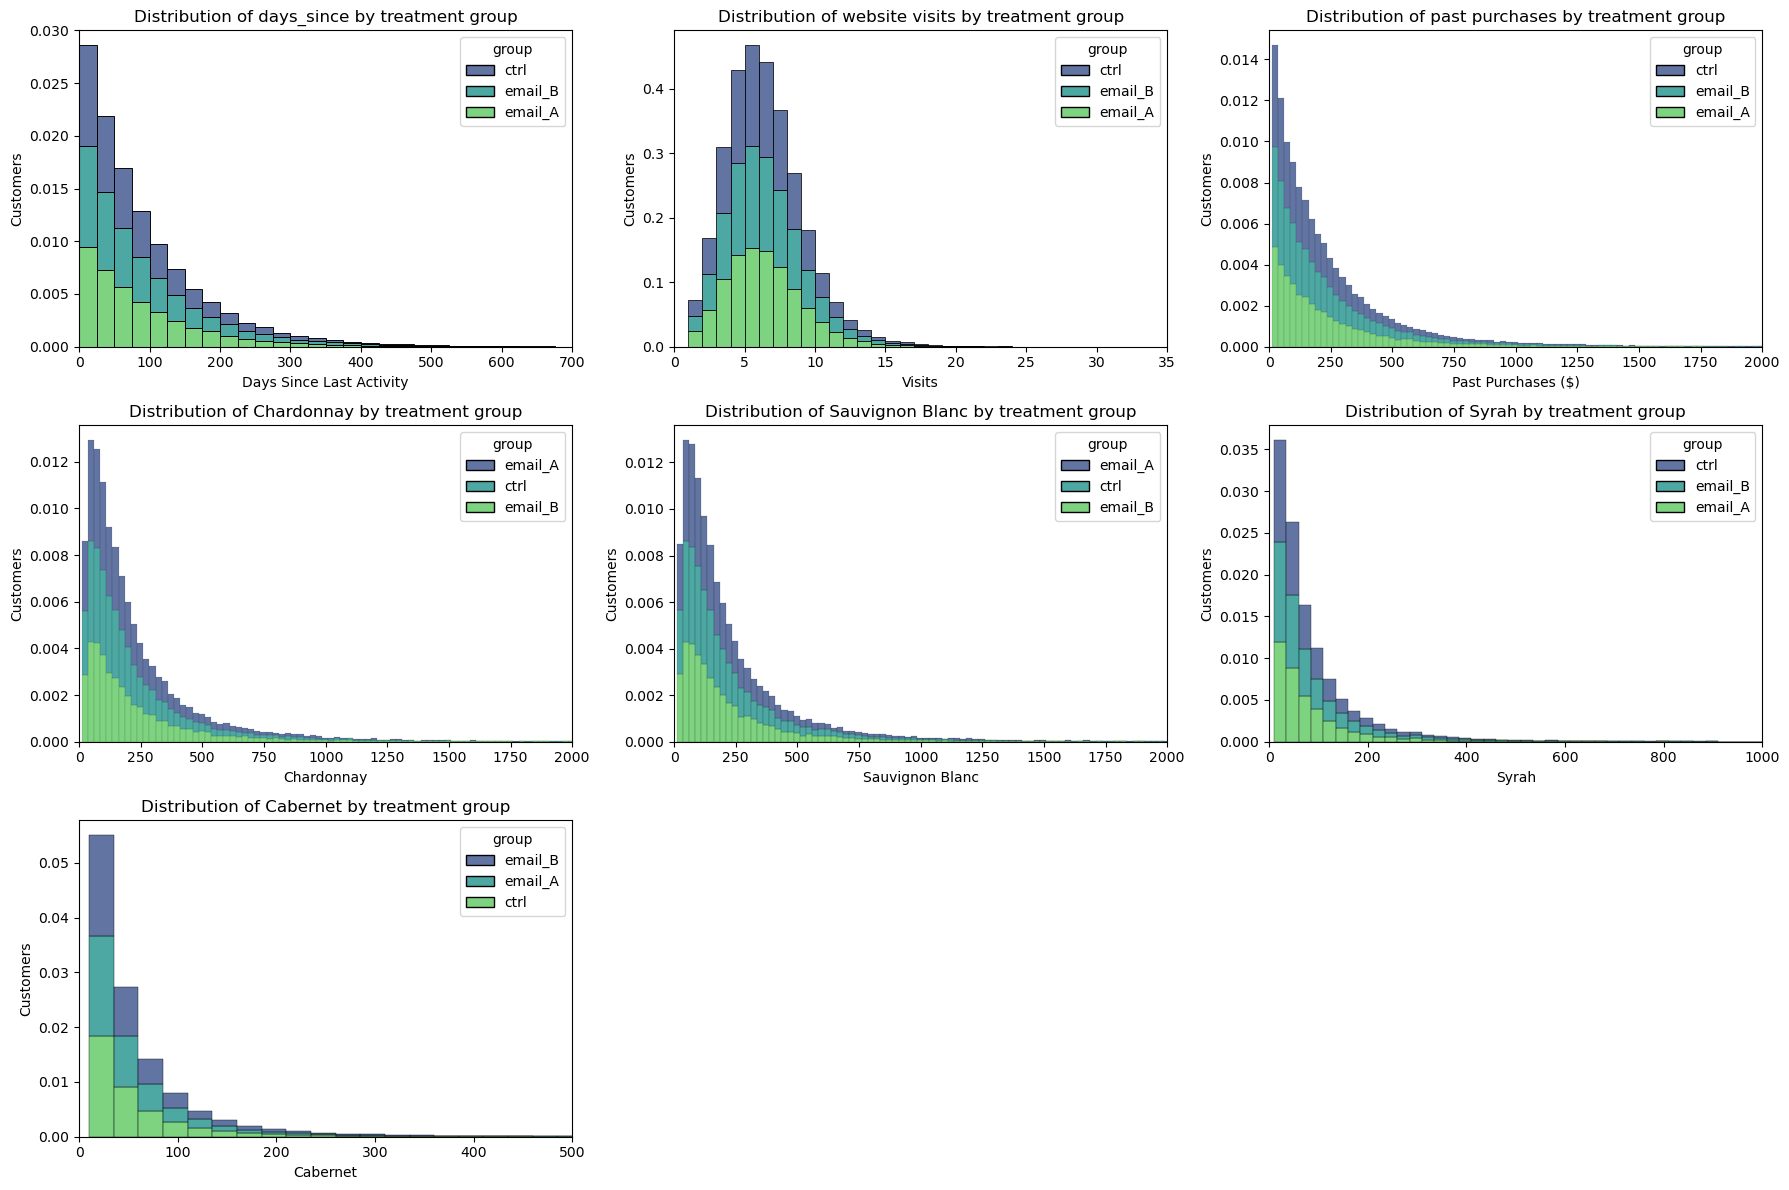 Distribution of days_since by treatment group
Customers
0.030
0.025
0.020
0.015
0.010
0.005
0.000
group
ctrl
email_B
email_A
0 100 200 300 400 500 600 700
Days Since Last Activity
Distribution of website visits by treatment group
Customers
0.4
0.3
0.2
0.1
0.0
group
ctrl
email_B
email_A
0 5 10 15 20 25 30 35
Visits
Distribution of past purchases by treatment group
Customers
0.014
0.012
0.010
0.008
0.006
0.004
0.002
0.000
group
ctrl
email_B
email_A
0 250 500 750 1000 1250 1500 1750 2000
Past Purchases ($)
Distribution of Chardonnay by treatment group
Customers
0.012
0.010
0.008
0.006
0.004
0.002
0.000
group
email_A
ctrl
email_B
0 250 500 750 1000 1250 1500 1750 2000
Chardonnay
Distribution of Sauvignon Blanc by treatment group
Customers
0.012
0.010
0.008
0.006
0.004
0.002
0.000
group
email_A
ctrl
email_B
0 250 500 750 1000 1250 1500 1750 2000
Sauvignon Blanc
Distribution of Syrah by treatment group
Customers
0.035
0.030
0.025
0.020
0.015
0.010
0.005
0.000
group
ctrl
email_B
email_A
0 200 400 600 800 1000
Syrah
Distribution of Cabernet by treatment group
Customers
0.05
0.04
0.03
0.02
0.01
0.00
group
email_B
email_A
ctrl
0 100 200 300 400 500
Cabernet